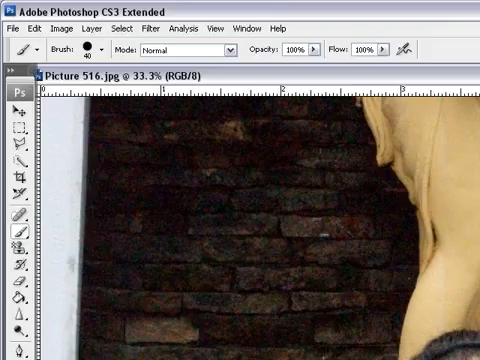 Ps Adobe Photoshop CS3 Extended
File Edit Image Layer Select Filter Analysis View Window Help
Brush: 40 Mode: Normal Opacity: 100% Flow: 100%
Picture 516.jpg @ 33.3% (RGB/8)
Ps
0 1 2 3